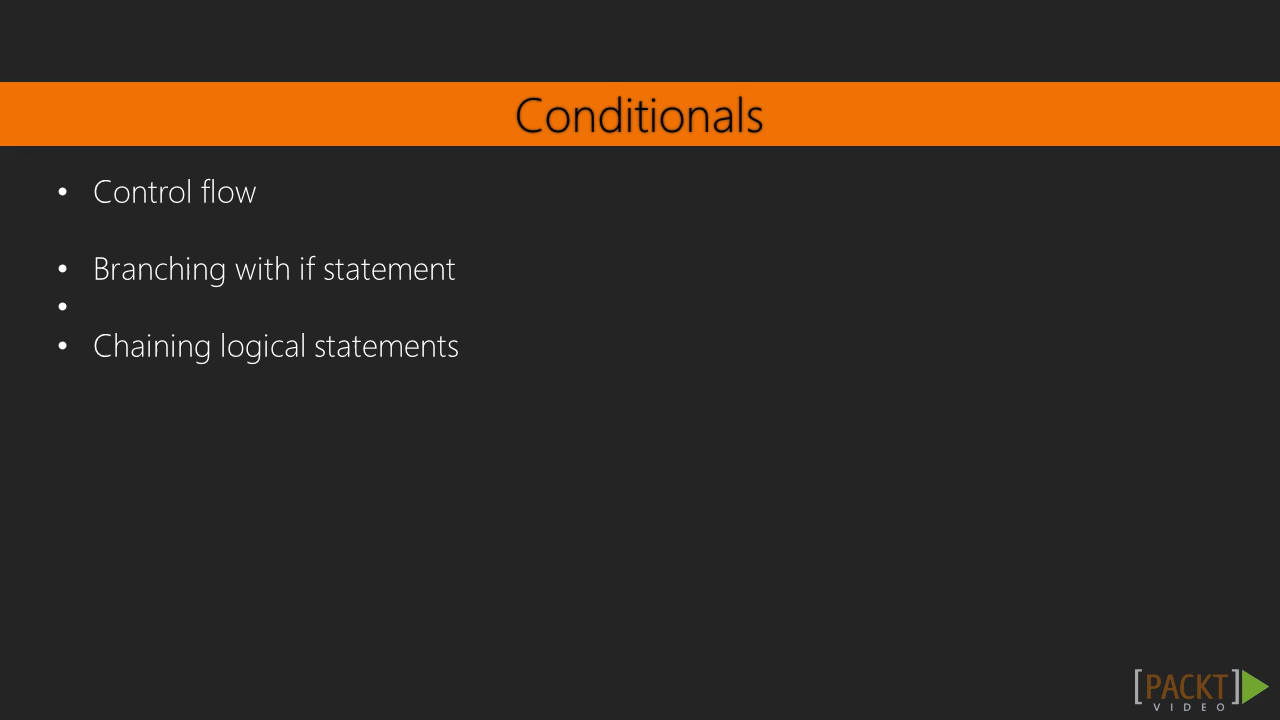 Conditionals
• Control flow
• Branching with if statement
•
• Chaining logical statements
[PACKT]
VIDEO